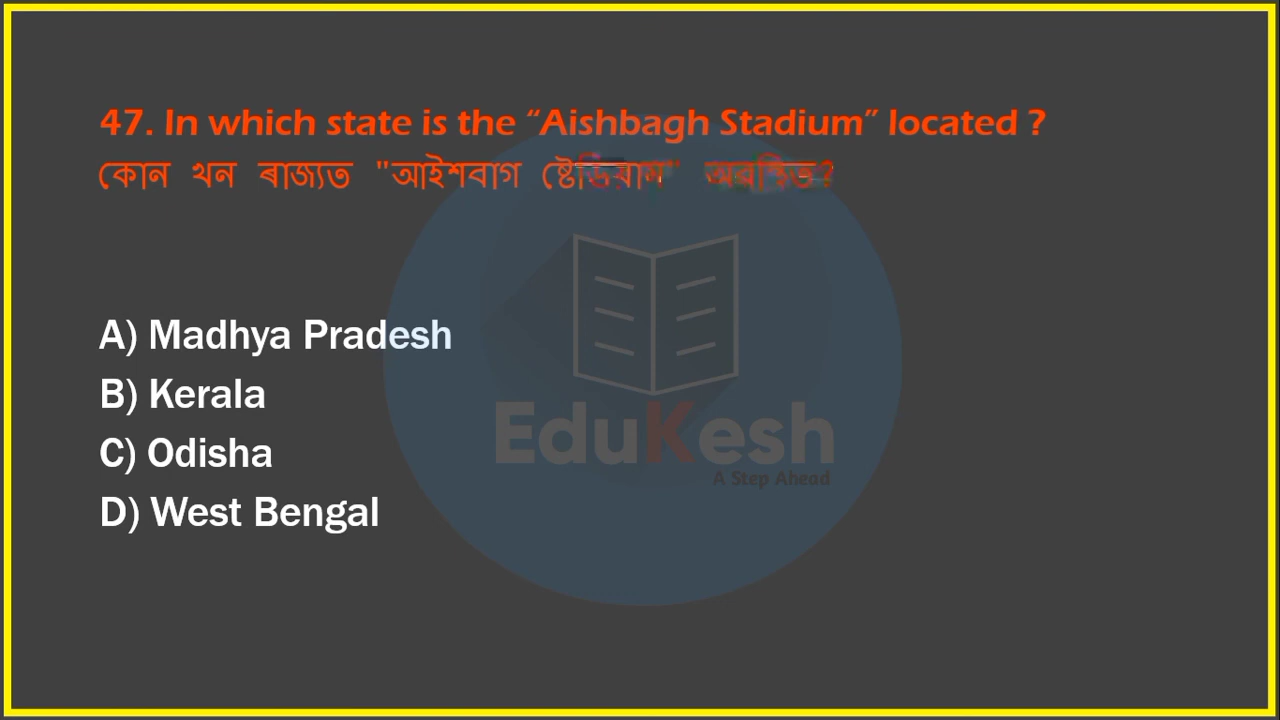 47. In which state is the “Aishbagh Stadium” located ?
কোন খন ৰাজ্যত "আইশবাগ ষ্টেডিয়াম" অৱস্থিত?
A) Madhya Pradesh
B) Kerala
C) Odisha
D) West Bengal
EduKesh
A Step Ahead